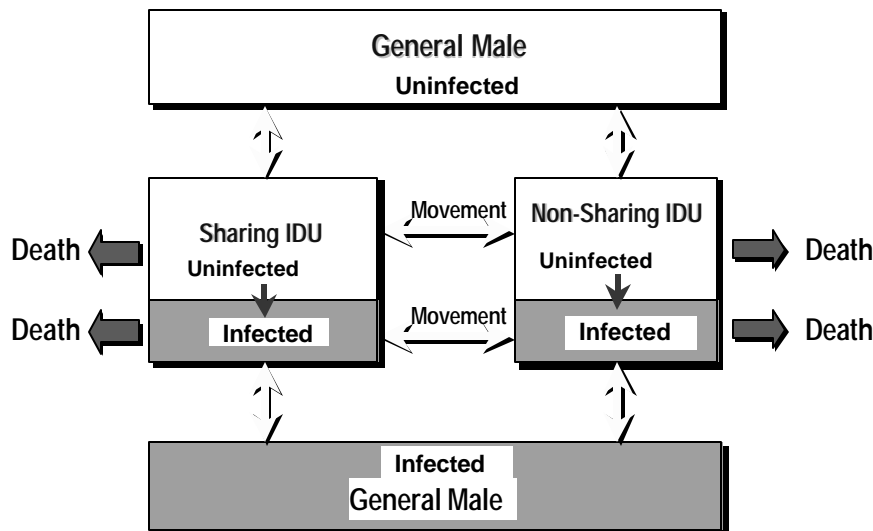 General Male
Uninfected
Movement
Sharing IDU
Non-Sharing IDU
Death
Death
Uninfected
Uninfected
Movement
Death
Infected
Infected
Death
Infected
General Male